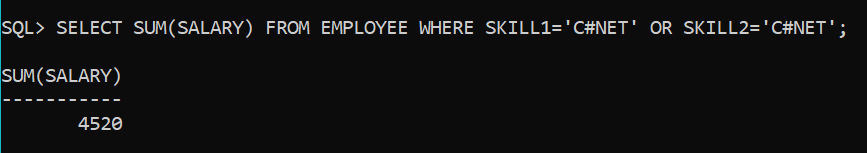 SQL> SELECT SUM(SALARY) FROM EMPLOYEE WHERE SKILL1='C#NET' OR SKILL2='C#NET';
SUM(SALARY)
-----------
4520